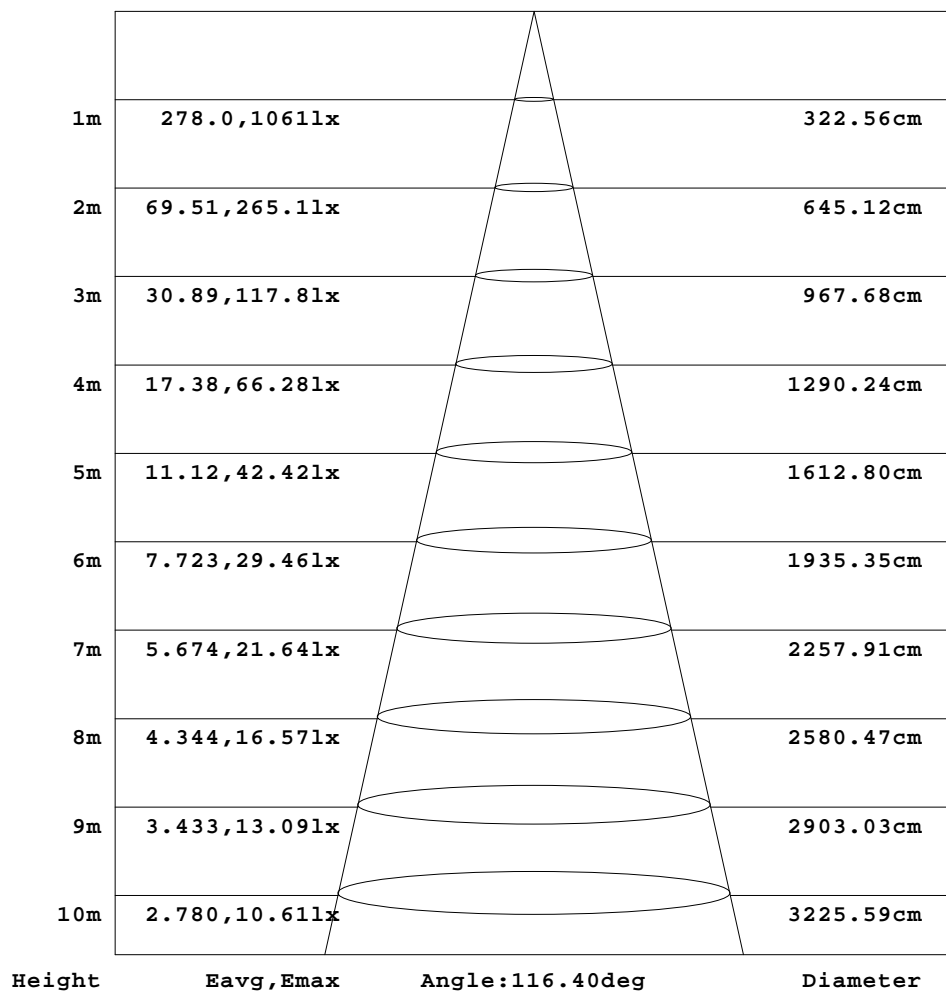 1m 278.0,1061lx 322.56cm
2m 69.51,265.1lx 645.12cm
3m 30.89,117.8lx 967.68cm
4m 17.38,66.28lx 1290.24cm
5m 11.12,42.42lx 1612.80cm
6m 7.723,29.46lx 1935.35cm
7m 5.674,21.64lx 2257.91cm
8m 4.344,16.57lx 2580.47cm
9m 3.433,13.09lx 2903.03cm
10m 2.780,10.61lx 3225.59cm
Height Eavg,Emax Angle:116.40deg Diameter